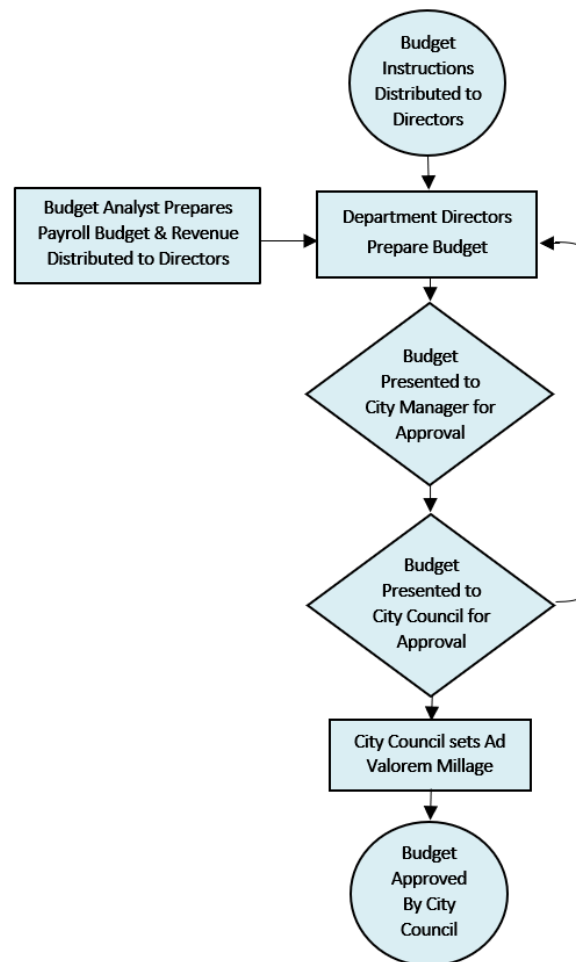 Budget
Instructions
Distributed to
Directors
Budget Analyst Prepares
Payroll Budget & Revenue
Distributed to Directors
Department Directors
Prepare Budget
Budget
Presented to
City Manager for
Approval
Budget
Presented to
City Council for
Approval
City Council sets Ad
Valorem Millage
Budget
Approved
By City
Council